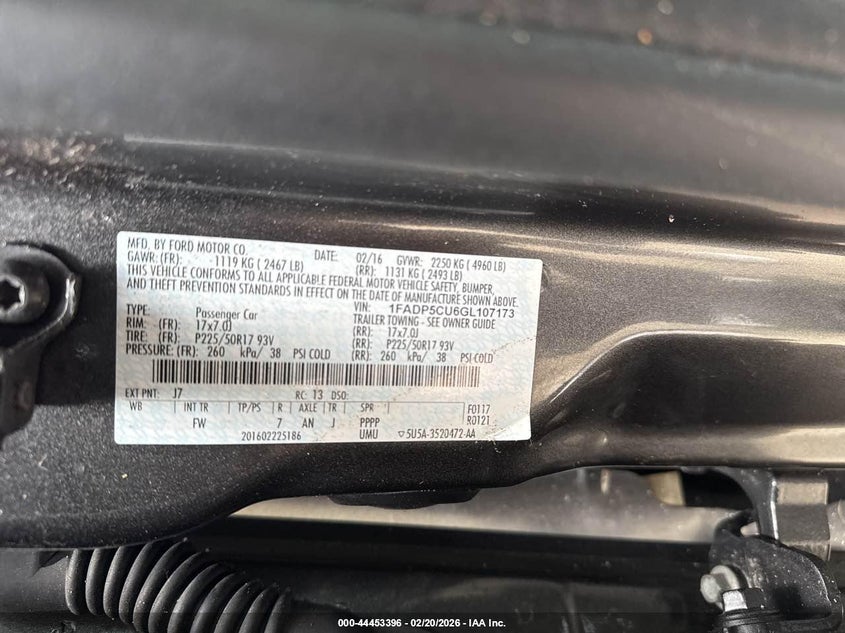 MFD. BY FORD MOTOR CO.
DATE: 02/16 GVWR: 2250 KG ( 4960 LB)
GAWR: (FR): 1119 KG ( 2467 LB) (RR): 1131 KG ( 2493 LB)
THIS VEHICLE CONFORMS TO ALL APPLICABLE FEDERAL MOTOR VEHICLE SAFETY, BUMPER,
AND THEFT PREVENTION STANDARDS IN EFFECT ON THE DATE OF MANUFACTURE SHOWN ABOVE.
VIN: 1FADP5CU6GL107173
TYPE: Passenger Car TRAILER TOWING - SEE OWNER GUIDE
RIM: (FR): 17x7.0J (RR): 17x7.0J
TIRE: (FR): P225/50R17 93V (RR): P225/50R17 93V
PRESSURE: (FR): 260 kPa/ 38 PSI COLD (RR): 260 kPa/ 38 PSI COLD
EXT PNT: J7 RC: 13 DSO:
WB INT TR TP/PS R AXLE TR SPR F0117
FW 7 AN J PPPP R0121
201602225186 UMU ▽5U5A-3520472-AA
000-44453396 - 02/20/2026 - IAA Inc.